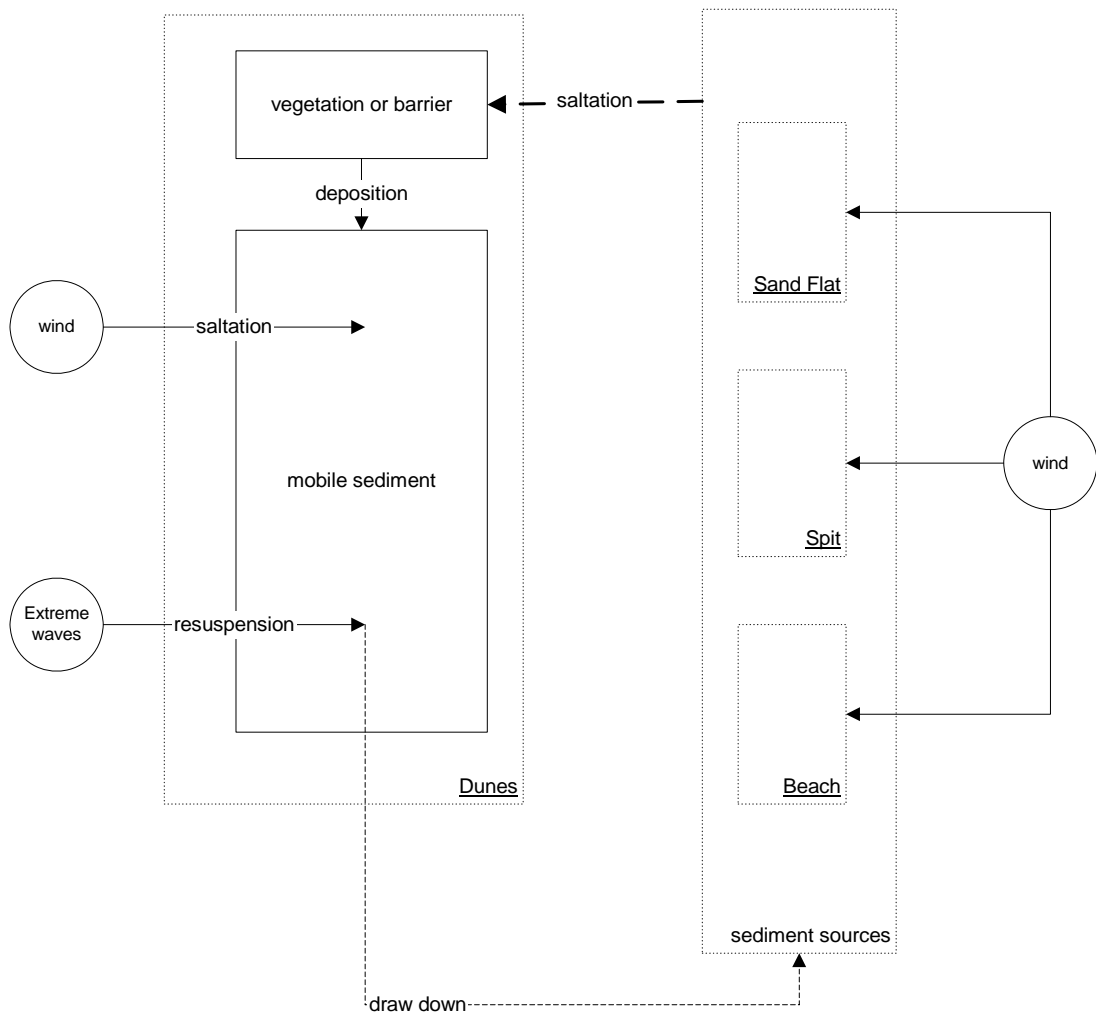 vegetation or barrier
saltation
deposition
Sand Flat
wind
saltation
wind
mobile sediment
Spit
Extreme
waves
resuspension
Dunes
Beach
sediment sources
draw down